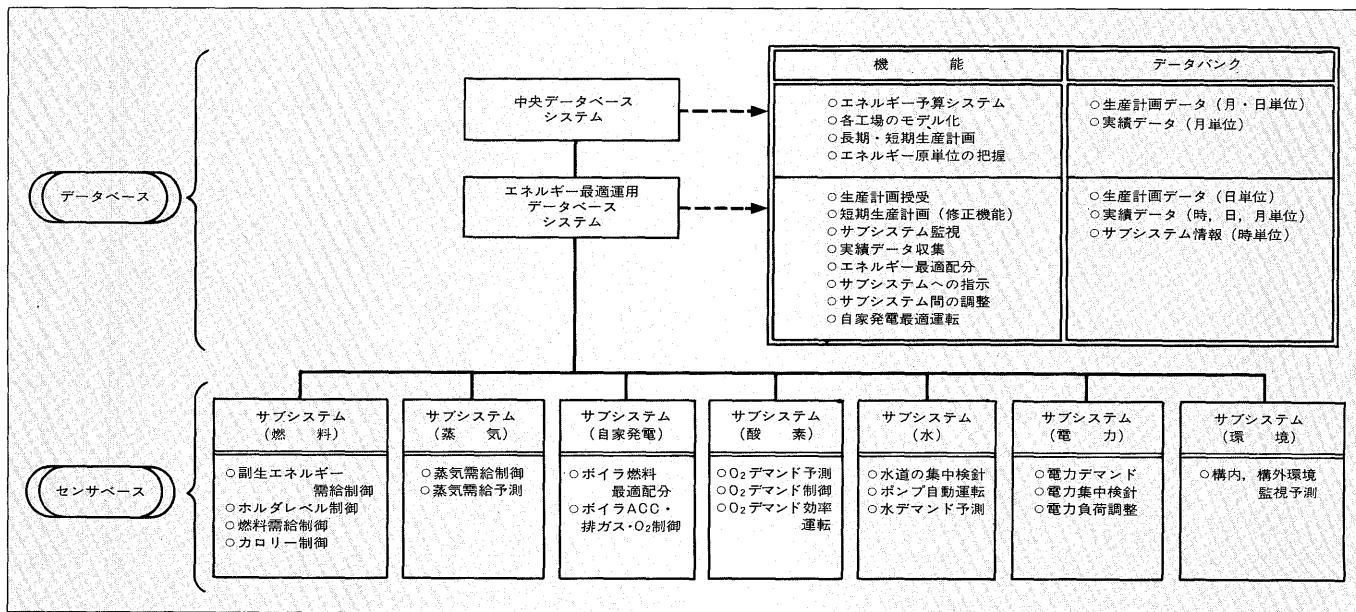 機 能
データバンク
中央データベース
システム
○エネルギー予算システム
○各工場のモデル化
○長期・短期生産計画
○エネルギー原単位の把握
○生産計画データ(月・日単位)
○実績データ(月単位)
データベース
エネルギー最適運用
データベース
システム
○生産計画授受
○短期生産計画(修正機能)
○サブシステム監視
○実績データ収集
○エネルギー最適配分
○サブシステムへの指示
○サブシステム間の調整
○自家発電最適運転
○生産計画データ(日単位)
○実績データ(時,日,月単位)
○サブシステム情報(時単位)
センサベース
サブシステム
(燃 料)
○副生エネルギー
需給制御
○ホルダレベル制御
○燃料需給制御
○カロリー制御
サブシステム
(蒸 気)
○蒸気需給制御
○蒸気需給予測
サブシステム
(自家発電)
○ボイラ燃料
最適配分
○ボイラACC・
排ガス・O₂制御
サブシステム
(酸 素)
○O₂デマンド予測
○O₂デマンド制御
○O₂デマンド効率
運転
サブシステム
(水)
○水道の集中検針
○ポンプ自動運転
○水デマンド予測
サブシステム
(電 力)
○電力デマンド
○電力集中検針
○電力負荷調整
サブシステム
(環 境)
○構内,構外環境
監視予測